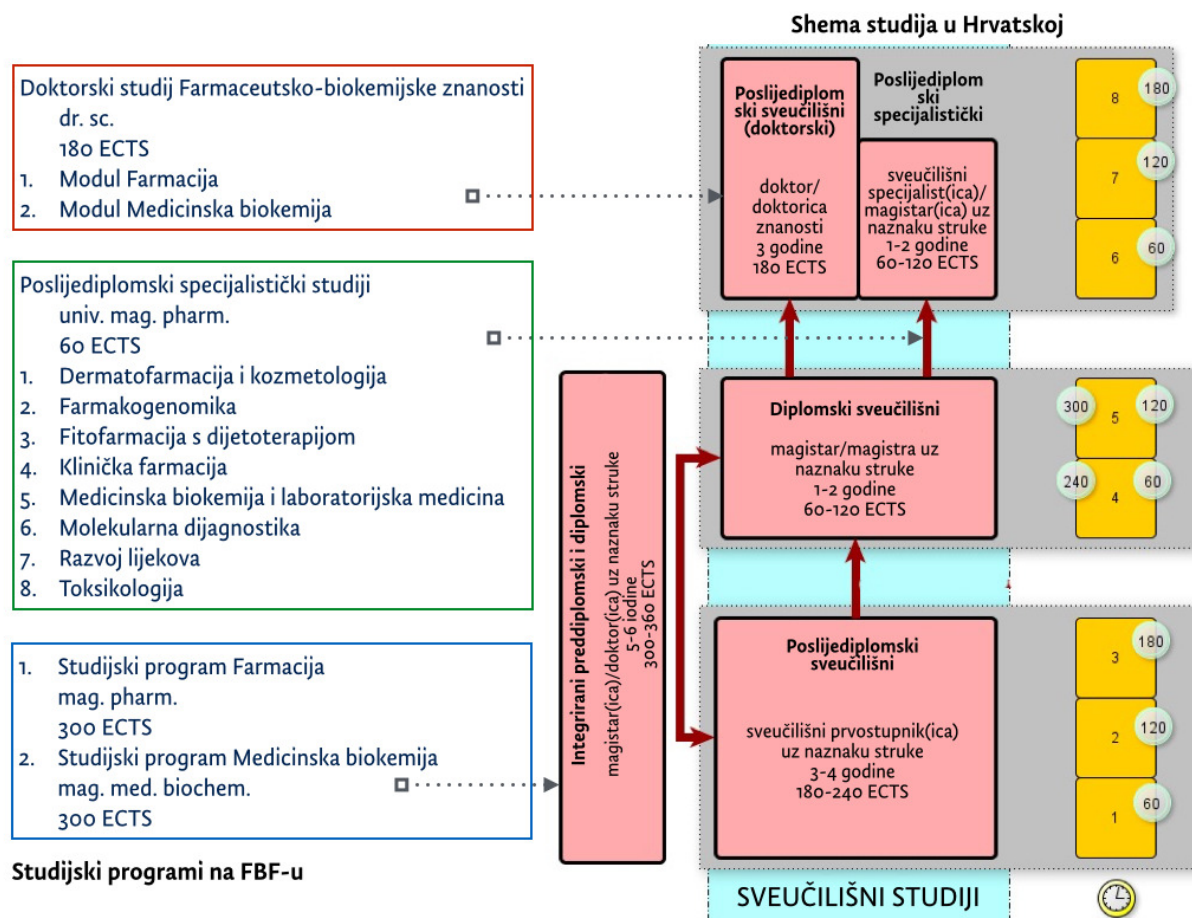 Shema studija u Hrvatskoj
Doktorski studij Farmaceutsko-biokemijske znanosti
dr. sc.
180 ECTS
1. Modul Farmacija
2. Modul Medicinska biokemija
Poslijediplomski specijalistički studiji
univ. mag. pharm.
60 ECTS
1. Dermatofarmacija i kozmetologija
2. Farmakogenomika
3. Fitofarmacija s dijetoterapijom
4. Klinička farmacija
5. Medicinska biokemija i laboratorijska medicina
6. Molekularna dijagnostika
7. Razvoj lijekova
8. Toksikologija
1. Studijski program Farmacija
mag. pharm.
300 ECTS
2. Studijski program Medicinska biokemija
mag. med. biochem.
300 ECTS
Studijski programi na FBF-u
Integrirani preddiplomski i diplomski
magistar(ica)/doktor(ica) uz naznaku struke
5-6 iodine
300-360 ECTS
Poslijediplom
ski sveučilišni
(doktorski)
doktor/
doktorica
znanosti
3 godine
180 ECTS
Poslijediplom
ski
specijalistički
sveučilišni
specijalist(ica)/
magistar(ica) uz
naznaku struke
1-2 godine
60-120 ECTS
8
180
7
120
6
60
Diplomski sveučilišni
magistar/magistra uz
naznaku struke
1-2 godine
60-120 ECTS
300
5
120
240
4
60
Poslijediplomski
sveučilišni
sveučilišni prvostupnik(ica)
uz naznaku struke
3-4 godine
180-240 ECTS
3
180
2
120
1
60
SVEUČILIŠNI STUDIJI